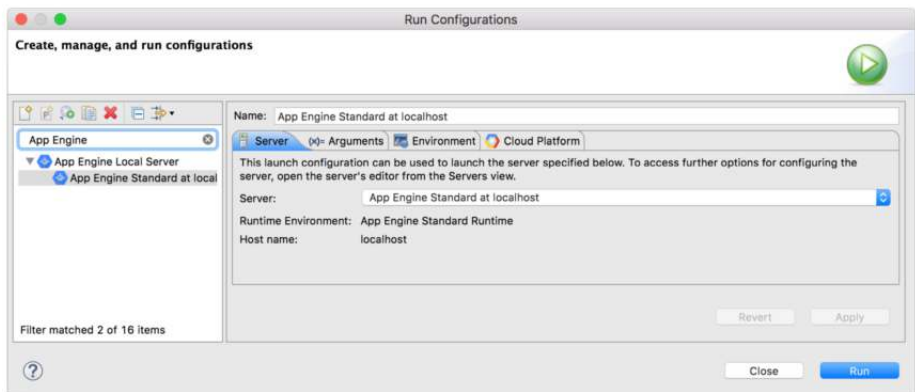 Run Configurations
Create, manage, and run configurations
App Engine
App Engine Local Server
App Engine Standard at local
Filter matched 2 of 16 items
Name: App Engine Standard at localhost
Server (x)= Arguments Environment Cloud Platform
This launch configuration can be used to launch the server specified below. To access further options for configuring the
server, open the server's editor from the Servers view.
Server: App Engine Standard at localhost
Runtime Environment: App Engine Standard Runtime
Host name: localhost
Revert Apply
? Close Run